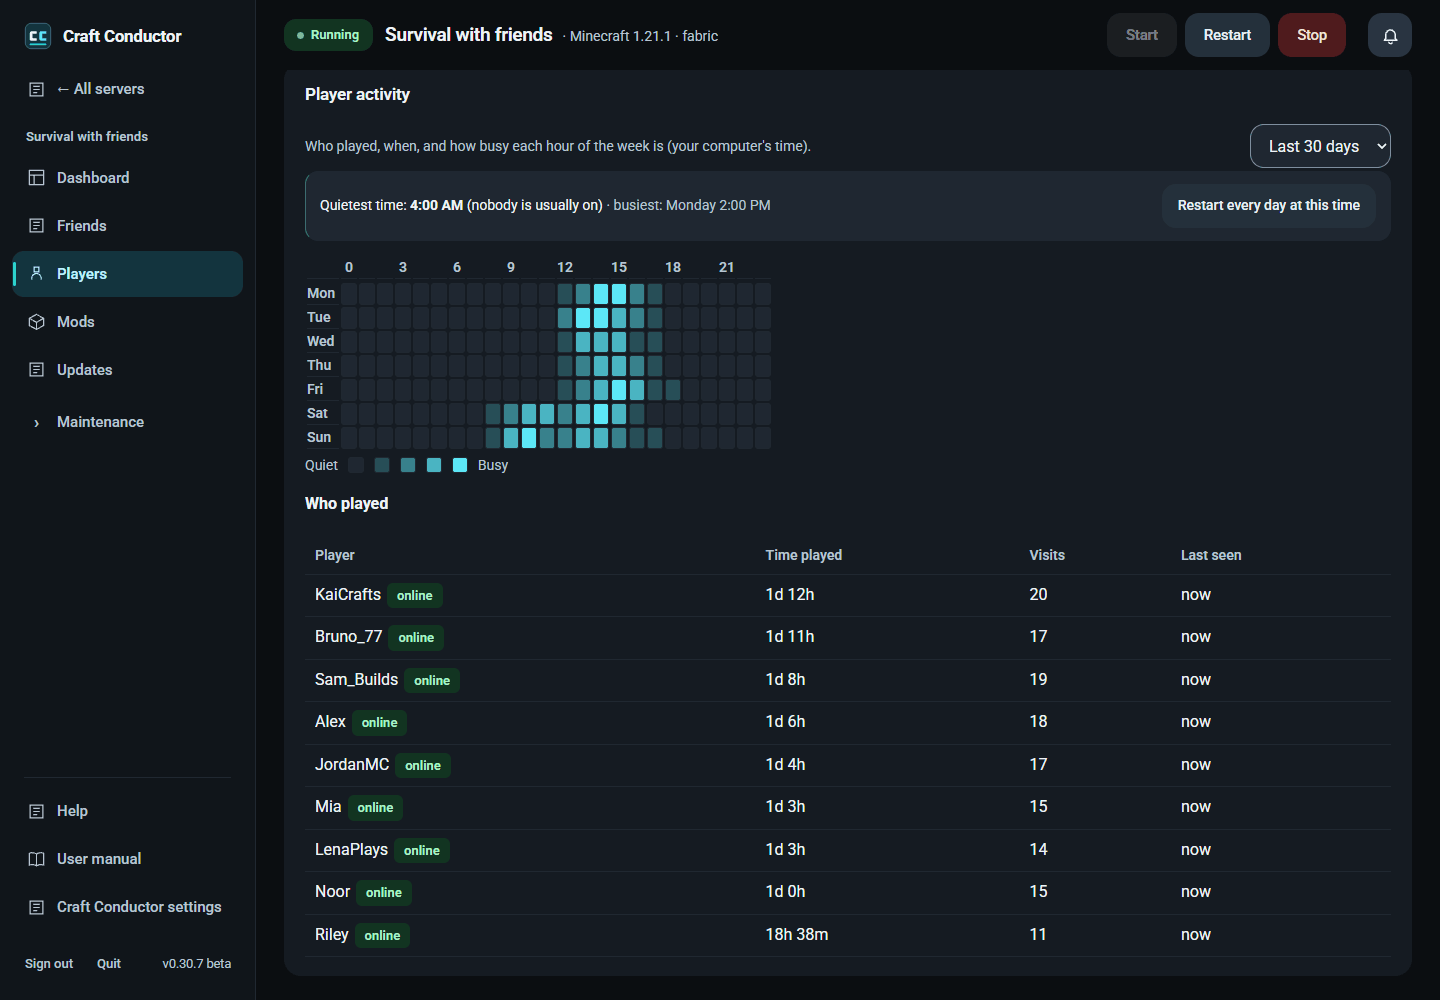 Craft Conductor
← All servers
Survival with friends
Dashboard
Friends
Players
Mods
Updates
Maintenance
Help
User manual
Craft Conductor settings
Sign out Quit v0.30.7 beta
Running Survival with friends · Minecraft 1.21.1 · fabric Start Restart Stop
Player activity
Who played, when, and how busy each hour of the week is (your computer's time). Last 30 days
Quietest time: 4:00 AM (nobody is usually on) · busiest: Monday 2:00 PM Restart every day at this time
0 3 6 9 12 15 18 21
Mon
Tue
Wed
Thu
Fri
Sat
Sun
Quiet Busy
Who played
Player Time played Visits Last seen
KaiCrafts online 1d 12h 20 now
Bruno_77 online 1d 11h 17 now
Sam_Builds online 1d 8h 19 now
Alex online 1d 6h 18 now
JordanMC online 1d 4h 17 now
Mia online 1d 3h 15 now
LenaPlays online 1d 3h 14 now
Noor online 1d 0h 15 now
Riley online 18h 38m 11 now